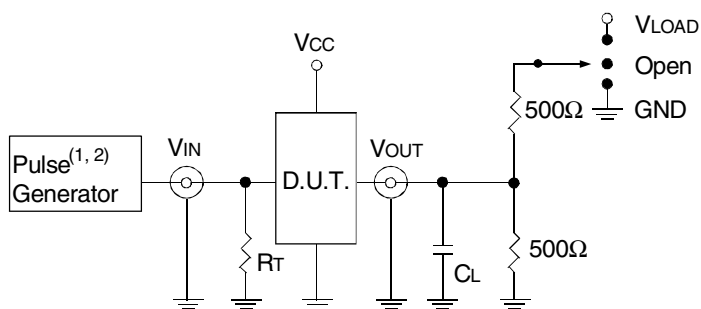 VLOAD
Open
GND
VCC
500Ω
Pulse(1, 2)
Generator
VIN
D.U.T.
VOUT
RT
CL
500Ω